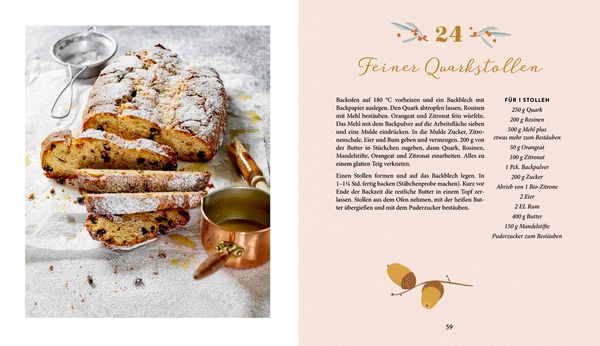 24
Feiner Quarkstollen
Backofen auf 180 °C vorheizen und ein Backblech mit
Backpapier auslegen. Den Quark abtropfen lassen, Rosinen
mit Mehl bestäuben. Orangeat und Zitronat fein würfeln.
Das Mehl mit dem Backpulver auf die Arbeitsfläche sieben
und eine Mulde eindrücken. In die Mulde Zucker, Zitro-
nenschale, Eier und Rum geben und vermengen. 200 g von
der Butter in Stückchen zugeben, dann Quark, Rosinen,
Mandelstifte, Orangeat und Zitronat einarbeiten. Alles zu
einem glatten Teig verkneten.
Einen Stollen formen und auf das Backblech legen. In
1–1¼ Std. fertig backen (Stäbchenprobe machen). Kurz vor
Ende der Backzeit die restliche Butter in einem Topf zer-
lassen. Stollen aus dem Ofen nehmen, mit der heißen But-
ter übergießen und mit dem Puderzucker bestäuben.
FÜR 1 STOLLEN
250 g Quark
200 g Rosinen
500 g Mehl plus
etwas mehr zum Bestäuben
50 g Orangeat
100 g Zitronat
1 Pck. Backpulver
200 g Zucker
Abrieb von 1 Bio-Zitrone
2 Eier
2 EL Rum
400 g Butter
150 g Mandelstifte
Puderzucker zum Bestäuben
59